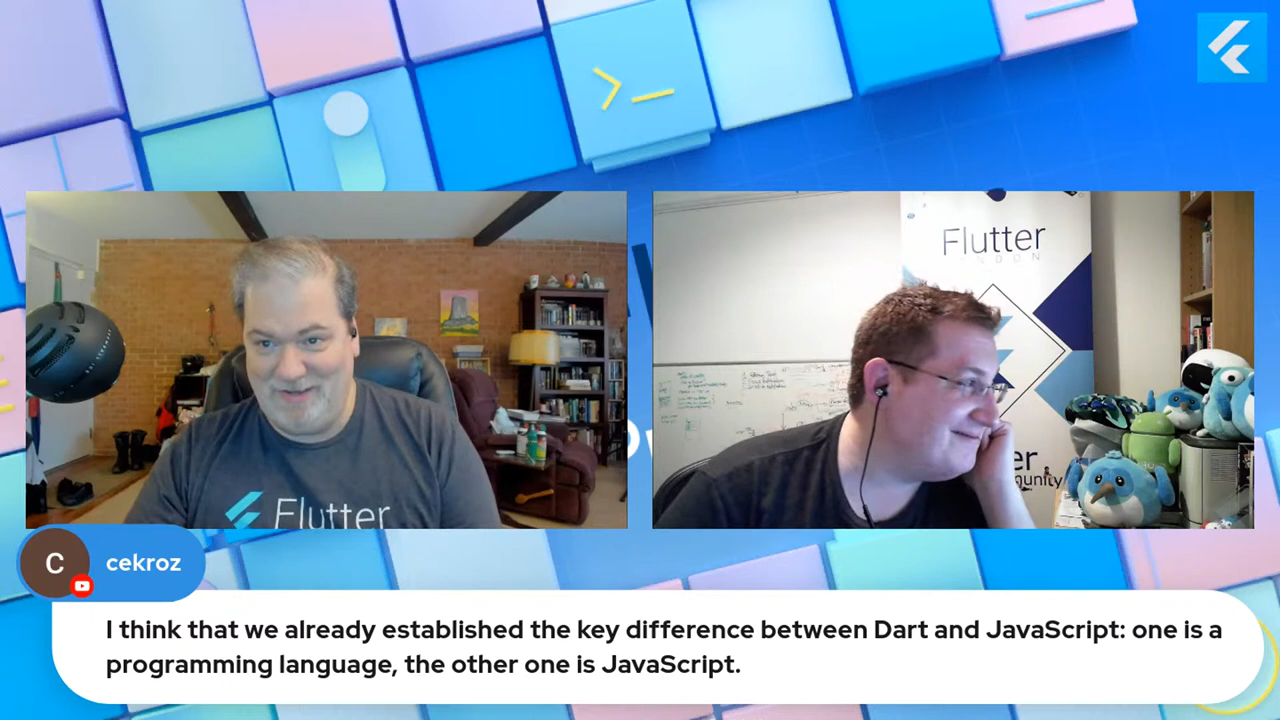 >_
Flutter
Flutter
er
C
cekroz
I think that we already established the key difference between Dart and JavaScript: one is a
programming language, the other one is JavaScript.